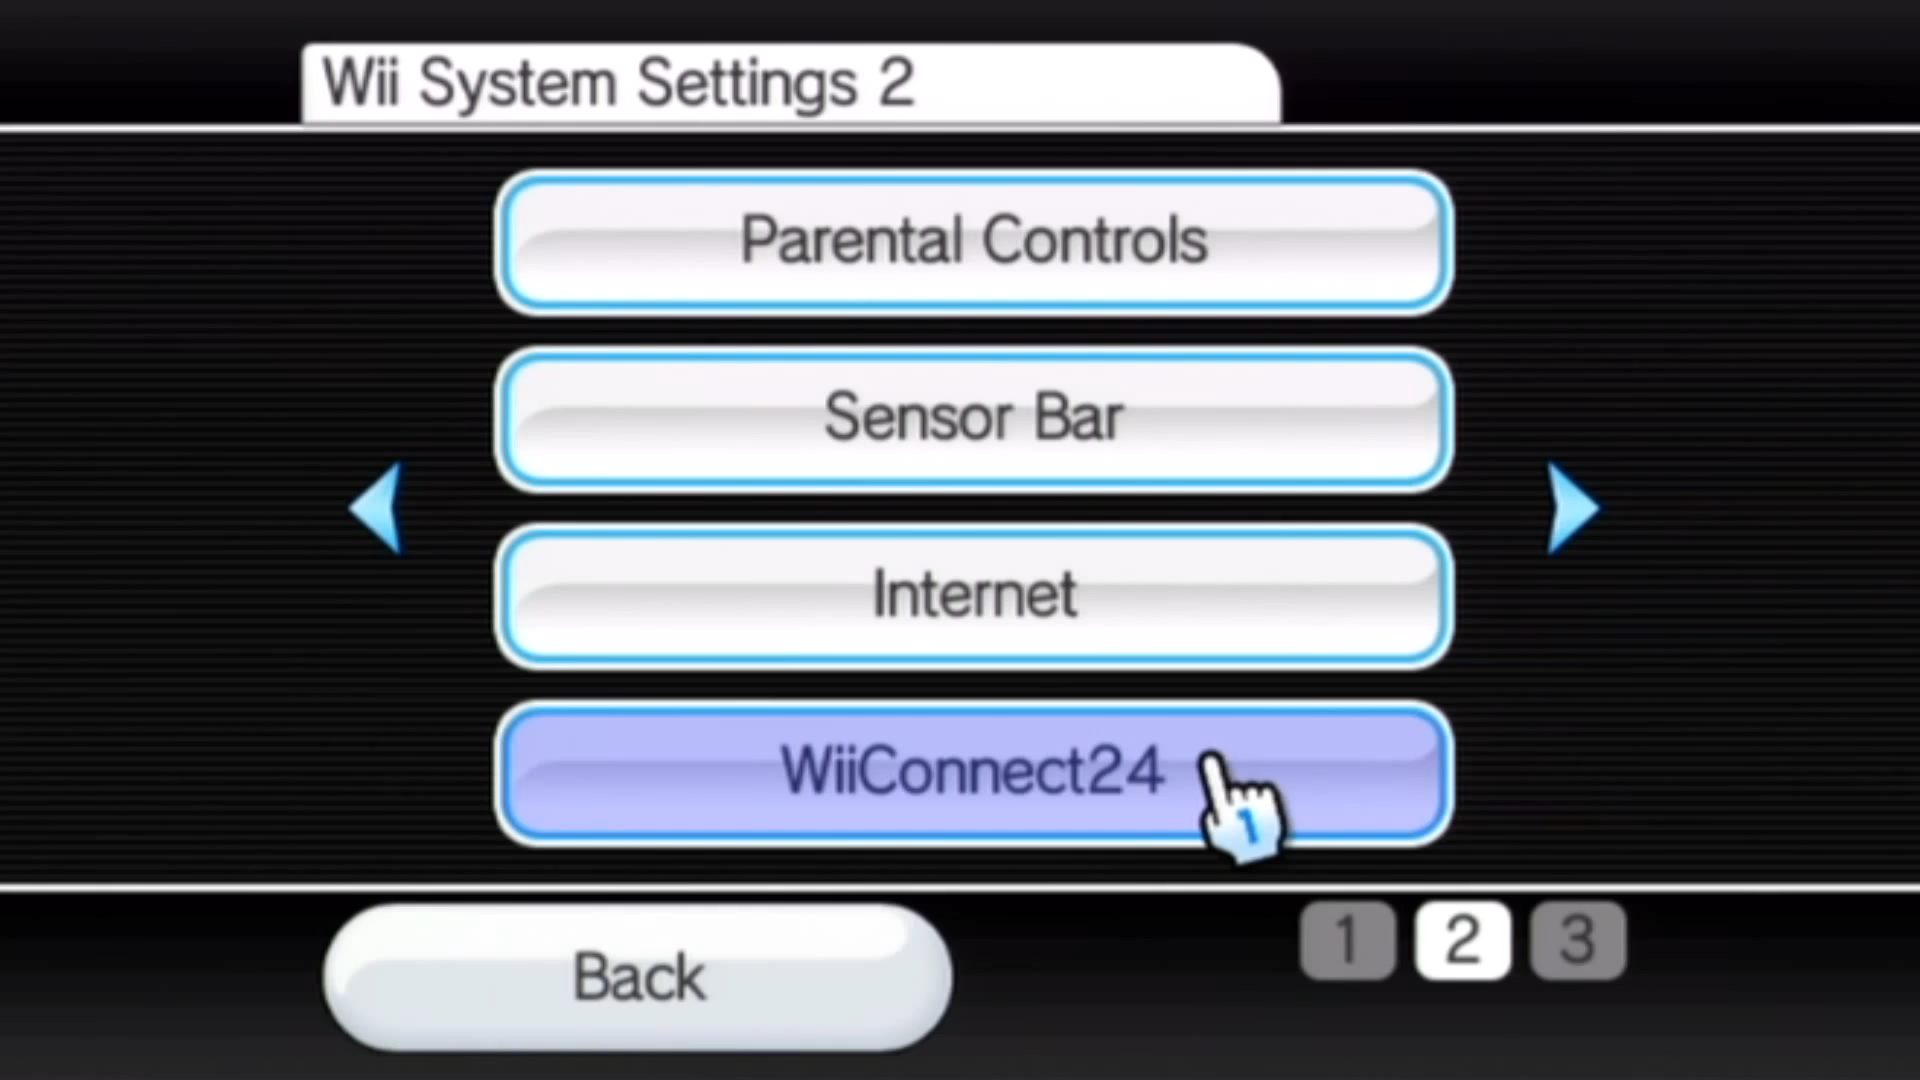 Wii System Settings 2
Parental Controls
Sensor Bar
Internet
WiiConnect24
1
Back
1 2 3